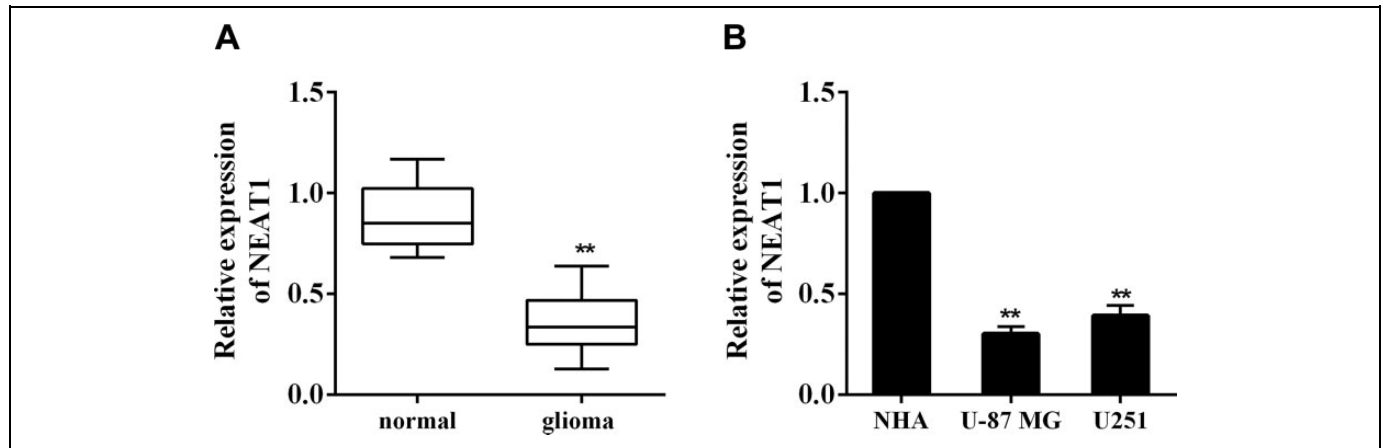 A
Relative expression
of NEAT1
1.5
1.0
0.5
0.0
**
normal glioma
B
Relative expression
of NEAT1
1.5
1.0
0.5
0.0
**
**
NHA U-87 MG U251